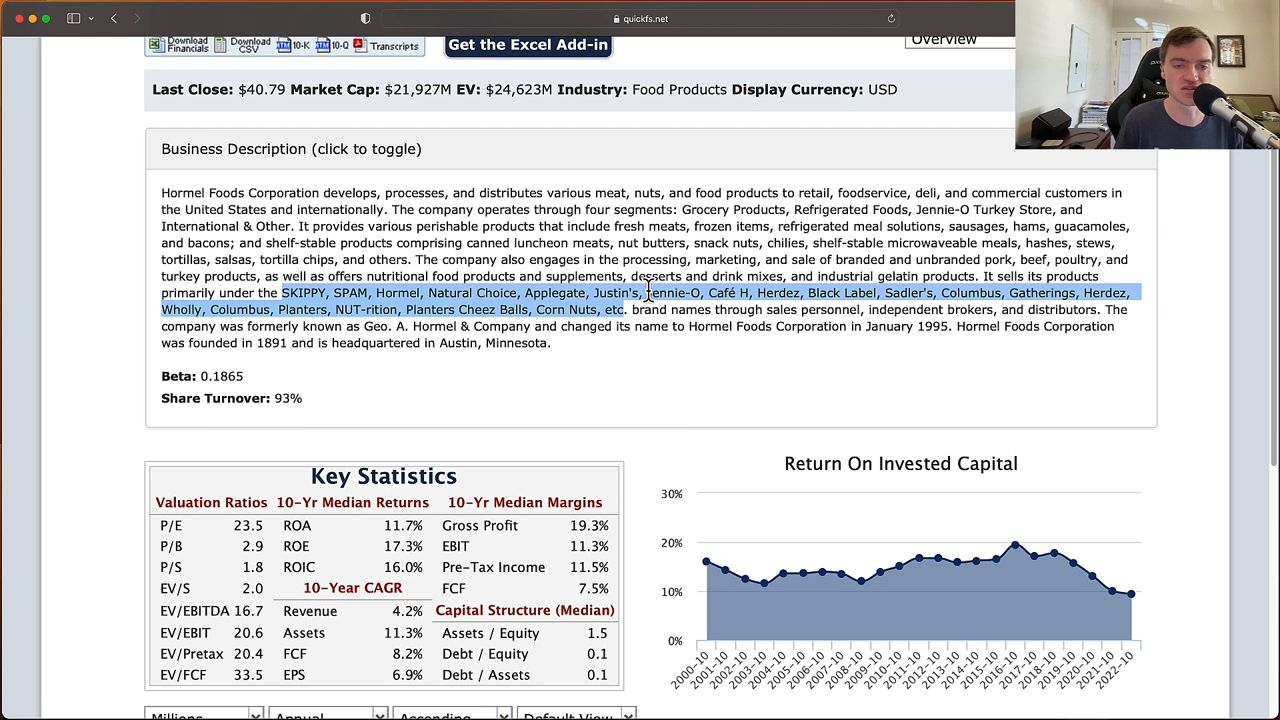 quickfs.net
Download Financials
Download CSV
10-K
10-Q
Transcripts
Get the Excel Add-in
Overview
Last Close: $40.79 Market Cap: $21,927M EV: $24,623M Industry: Food Products Display Currency: USD
Business Description (click to toggle)
Hormel Foods Corporation develops, processes, and distributes various meat, nuts, and food products to retail, foodservice, deli, and commercial customers in
the United States and internationally. The company operates through four segments: Grocery Products, Refrigerated Foods, Jennie-O Turkey Store, and
International & Other. It provides various perishable products that include fresh meats, frozen items, refrigerated meal solutions, sausages, hams, guacamoles,
and bacons; and shelf-stable products comprising canned luncheon meats, nut butters, snack nuts, chilies, shelf-stable microwaveable meals, hashes, stews,
tortillas, salsas, tortilla chips, and others. The company also engages in the processing, marketing, and sale of branded and unbranded pork, beef, poultry, and
turkey products, as well as offers nutritional food products and supplements, desserts and drink mixes, and industrial gelatin products. It sells its products
primarily under the SKIPPY, SPAM, Hormel, Natural Choice, Applegate, Justin's, Jennie-O, Café H, Herdez, Black Label, Sadler's, Columbus, Gatherings, Herdez,
Wholly, Columbus, Planters, NUT-rition, Planters Cheez Balls, Corn Nuts, etc. brand names through sales personnel, independent brokers, and distributors. The
company was formerly known as Geo. A. Hormel & Company and changed its name to Hormel Foods Corporation in January 1995. Hormel Foods Corporation
was founded in 1891 and is headquartered in Austin, Minnesota.
Beta: 0.1865
Share Turnover: 93%
Key Statistics
Valuation Ratios 10-Yr Median Returns 10-Yr Median Margins
P/E 23.5 ROA 11.7% Gross Profit 19.3%
P/B 2.9 ROE 17.3% EBIT 11.3%
P/S 1.8 ROIC 16.0% Pre-Tax Income 11.5%
EV/S 2.0 10-Year CAGR FCF 7.5%
EV/EBITDA 16.7 Revenue 4.2% Capital Structure (Median)
EV/EBIT 20.6 Assets 11.3% Assets / Equity 1.5
EV/Pretax 20.4 FCF 8.2% Debt / Equity 0.1
EV/FCF 33.5 EPS 6.9% Debt / Assets 0.1
Return On Invested Capital
30%
20%
10%
0%
2000-10 2001-10 2002-10 2003-10 2004-10 2005-10 2006-10 2007-10 2008-10 2009-10 2010-10 2011-10 2012-10 2013-10 2014-10 2015-10 2016-10 2017-10 2018-10 2019-10 2020-10 2021-10 2022-10
Millions Annual Ascending Default View